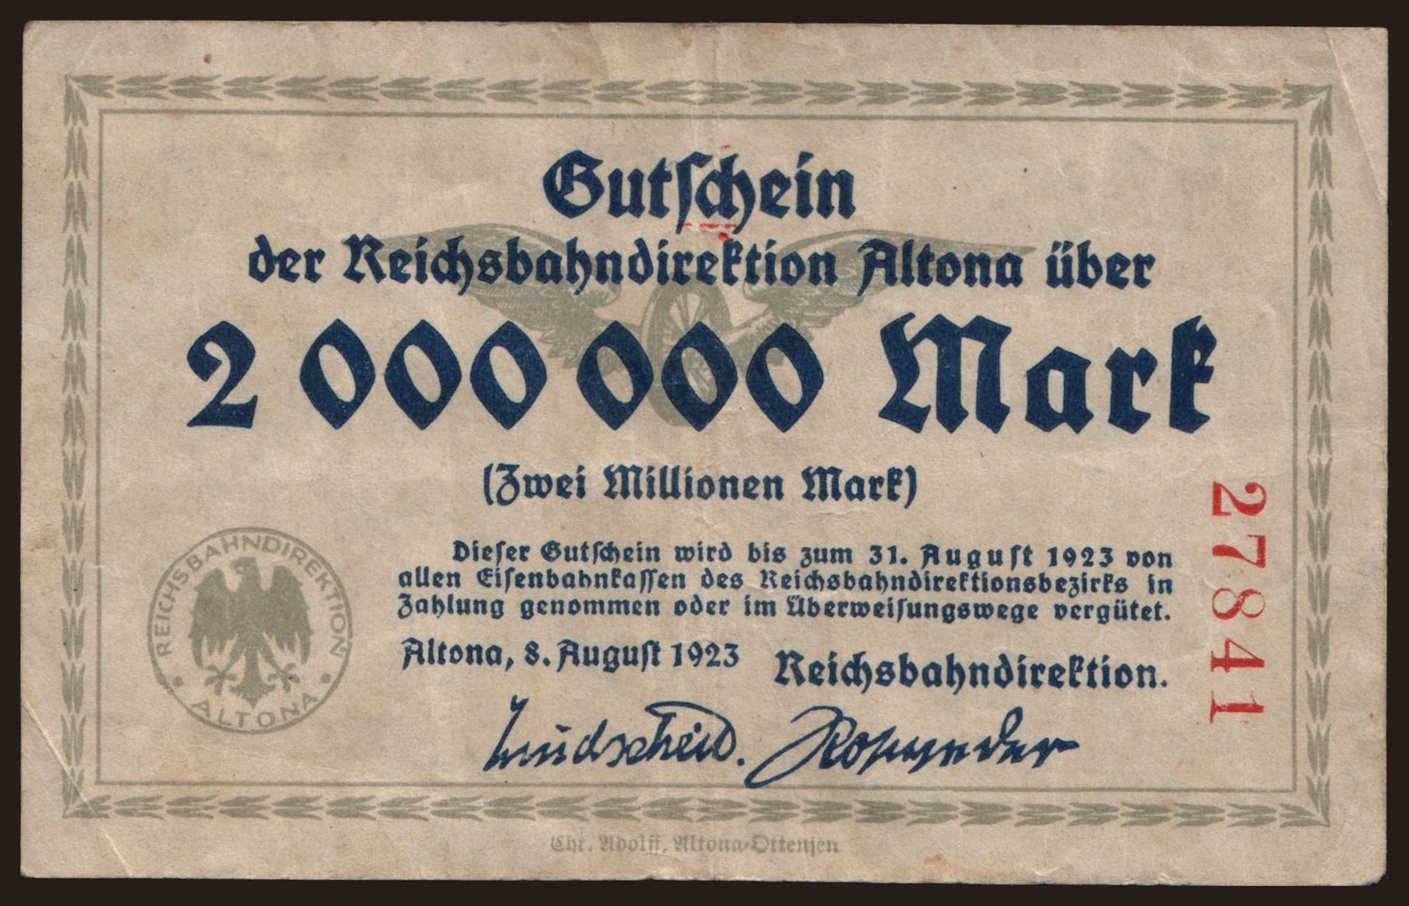 Gutschein
der Reichsbahndirektion Altona über
2 000 000 Mark
(Zwei Millionen Mark)
Dieser Gutschein wird bis zum 31. August 1923 von
allen Eisenbahnkassen des Reichsbahndirektionsbezirks in
Zahlung genommen oder im Überweisungswege vergütet.
Altona, 8. August 1923
Reichsbahndirektion.
27841
REICHSBAHNDIREKTION
ALTONA
Chr. Adolff, Altona-Ottensen